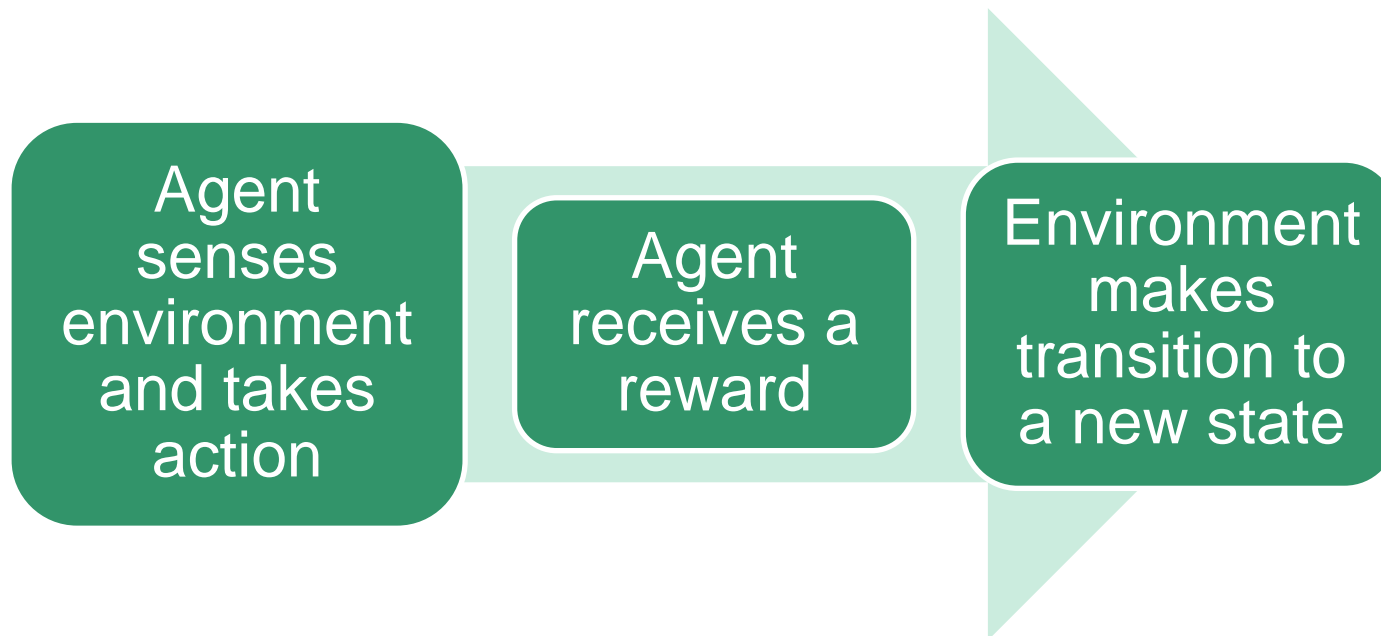 Agent
senses
environment
and takes
action
Agent
receives a
reward
Environment
makes
transition to
a new state